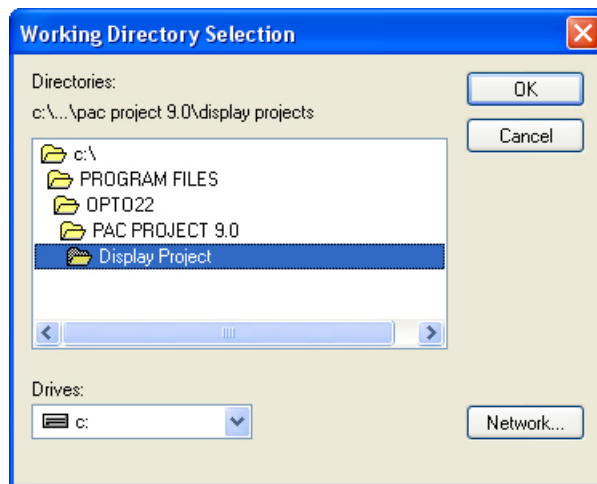 Working Directory Selection
Directories:
c:\...\pac project 9.0\display projects
c:\
PROGRAM FILES
OPTO22
PAC PROJECT 9.0
Display Project
Drives:
c:
OK
Cancel
Network...